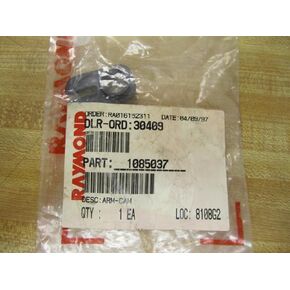 ORDER:RA016152311 DATE:04/09/97
DLR-ORD:30409
PART: 1085037
DESC:ARM-CAM
QTY : 1 EA LOC: 8108G2
RAYMOND
RAYMOND